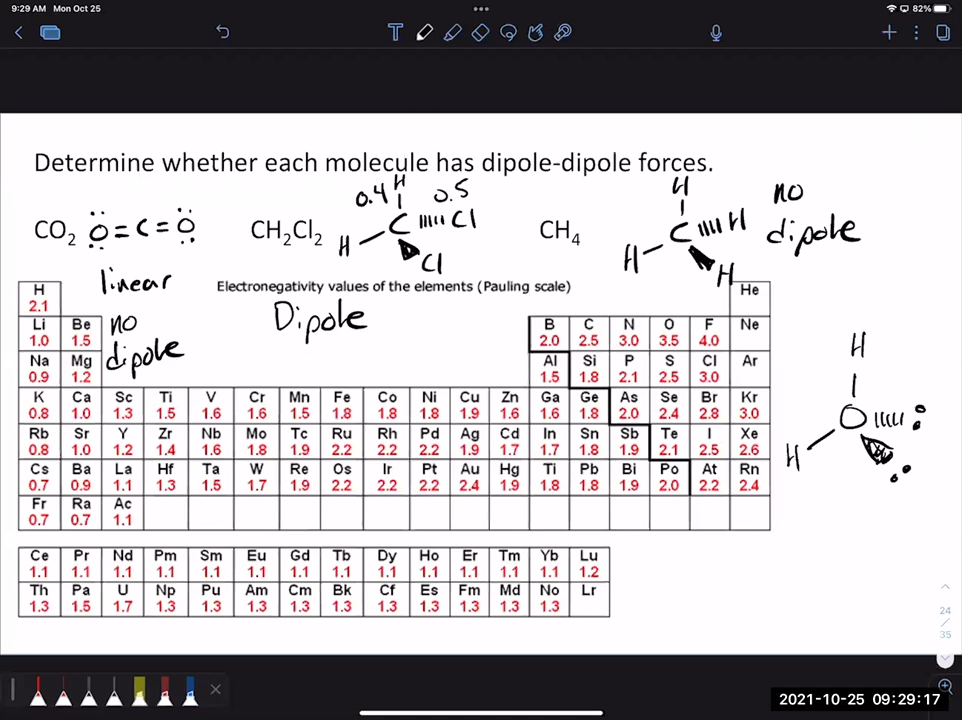 9:29 AM Mon Oct 25
82%
T
Determine whether each molecule has dipole-dipole forces.
CO2 O = C = O
linear
no
dipole
CH2Cl2
0.4 H 0.5
C Cl
H
Cl
Dipole
CH4
H
C H
H
H
no
dipole
Electronegativity values of the elements (Pauling scale)
H He
2.1
Li Be B C N O F Ne
1.0 1.5 2.0 2.5 3.0 3.5 4.0
Na Mg Al Si P S Cl Ar
0.9 1.2 1.5 1.8 2.1 2.5 3.0
K Ca Sc Ti V Cr Mn Fe Co Ni Cu Zn Ga Ge As Se Br Kr
0.8 1.0 1.3 1.5 1.6 1.6 1.5 1.8 1.8 1.8 1.9 1.6 1.6 1.8 2.0 2.4 2.8 3.0
Rb Sr Y Zr Nb Mo Tc Ru Rh Pd Ag Cd In Sn Sb Te I Xe
0.8 1.0 1.2 1.4 1.6 1.8 1.9 2.2 2.2 2.2 1.9 1.7 1.7 1.8 1.9 2.1 2.5 2.6
Cs Ba La Hf Ta W Re Os Ir Pt Au Hg Tl Pb Bi Po At Rn
0.7 0.9 1.1 1.3 1.5 1.7 1.9 2.2 2.2 2.2 2.4 1.9 1.8 1.8 1.9 2.0 2.2 2.4
Fr Ra Ac
0.7 0.7 1.1
Ce Pr Nd Pm Sm Eu Gd Tb Dy Ho Er Tm Yb Lu
1.1 1.1 1.1 1.1 1.1 1.1 1.1 1.1 1.1 1.1 1.1 1.1 1.1 1.2
Th Pa U Np Pu Am Cm Bk Cf Es Fm Md No Lr
1.3 1.5 1.7 1.3 1.3 1.3 1.3 1.3 1.3 1.3 1.3 1.3 1.3
H
O
H
24
/
35
2021-10-25 09:29:17